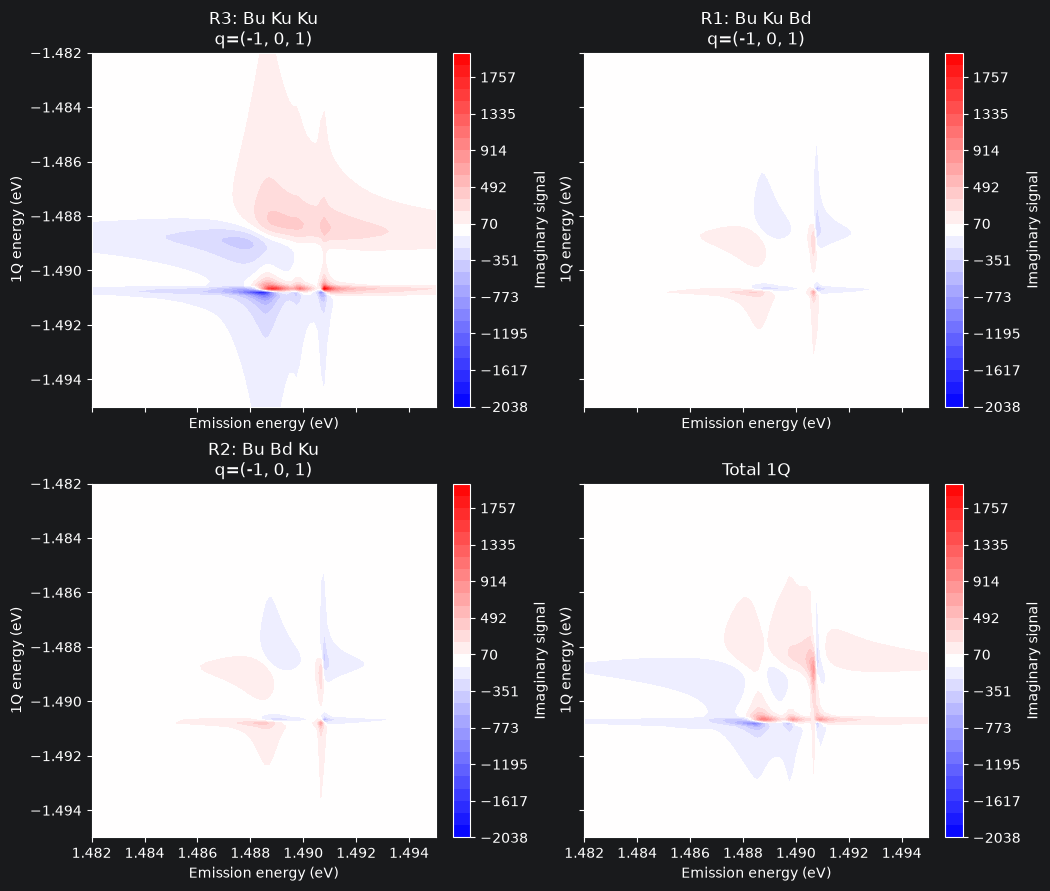 R3: Bu Ku Ku
q=(-1, 0, 1)
−1.482
−1.484
−1.486
−1.488
−1.490
−1.492
−1.494
1Q energy (eV)
Emission energy (eV)
1757
1335
914
492
70
−351
−773
−1195
−1617
−2038
Imaginary signal
R1: Bu Ku Bd
q=(-1, 0, 1)
1Q energy (eV)
Emission energy (eV)
1757
1335
914
492
70
−351
−773
−1195
−1617
−2038
Imaginary signal
R2: Bu Bd Ku
q=(-1, 0, 1)
−1.482
−1.484
−1.486
−1.488
−1.490
−1.492
−1.494
1Q energy (eV)
1.482 1.484 1.486 1.488 1.490 1.492 1.494
Emission energy (eV)
1757
1335
914
492
70
−351
−773
−1195
−1617
−2038
Imaginary signal
Total 1Q
1Q energy (eV)
1.482 1.484 1.486 1.488 1.490 1.492 1.494
Emission energy (eV)
1757
1335
914
492
70
−351
−773
−1195
−1617
−2038
Imaginary signal